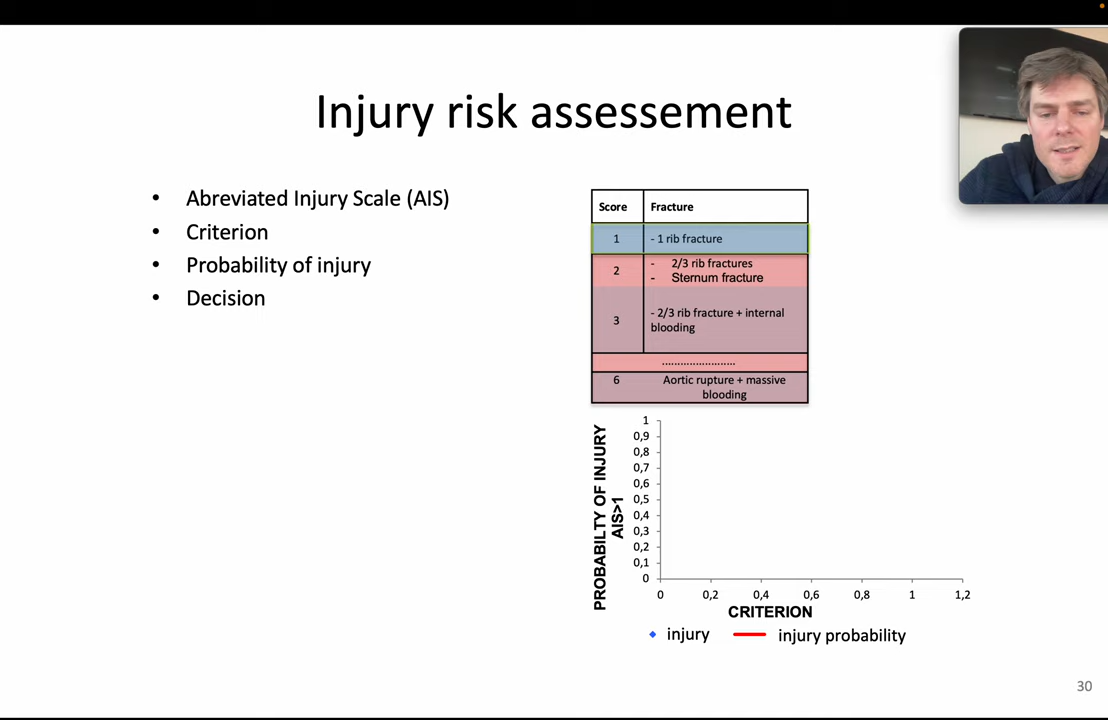 Injury risk assessement
• Abreviated Injury Scale (AIS)
• Criterion
• Probability of injury
• Decision
Score Fracture
1 - 1 rib fracture
2 - 2/3 rib fractures
- Sternum fracture
3 - 2/3 rib fracture + internal
blooding
........................
6 Aortic rupture + massive
blooding
PROBABILTY OF INJURY
AIS>1
1
0,9
0,8
0,7
0,6
0,5
0,4
0,3
0,2
0,1
0
0 0,2 0,4 0,6 0,8 1 1,2
CRITERION
injury injury probability
30